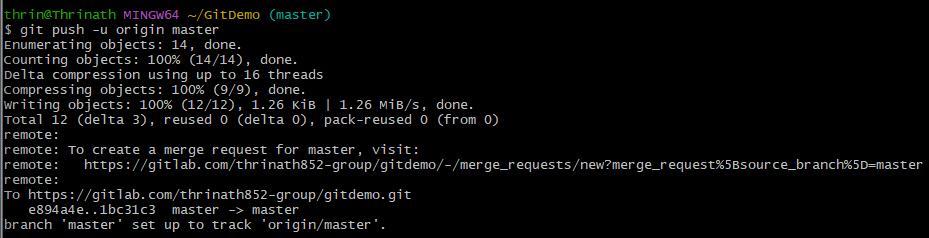 thrin@Thrinath MINGW64 ~/GitDemo (master)
$ git push -u origin master
Enumerating objects: 14, done.
Counting objects: 100% (14/14), done.
Delta compression using up to 16 threads
Compressing objects: 100% (9/9), done.
Writing objects: 100% (12/12), 1.26 KiB | 1.26 MiB/s, done.
Total 12 (delta 3), reused 0 (delta 0), pack-reused 0 (from 0)
remote:
remote: To create a merge request for master, visit:
remote:   https://gitlab.com/thrinath852-group/gitdemo/-/merge_requests/new?merge_request%5Bsource_branch%5D=master
remote:
To https://gitlab.com/thrinath852-group/gitdemo.git
   e894a4e..1bc31c3  master -> master
branch 'master' set up to track 'origin/master'.